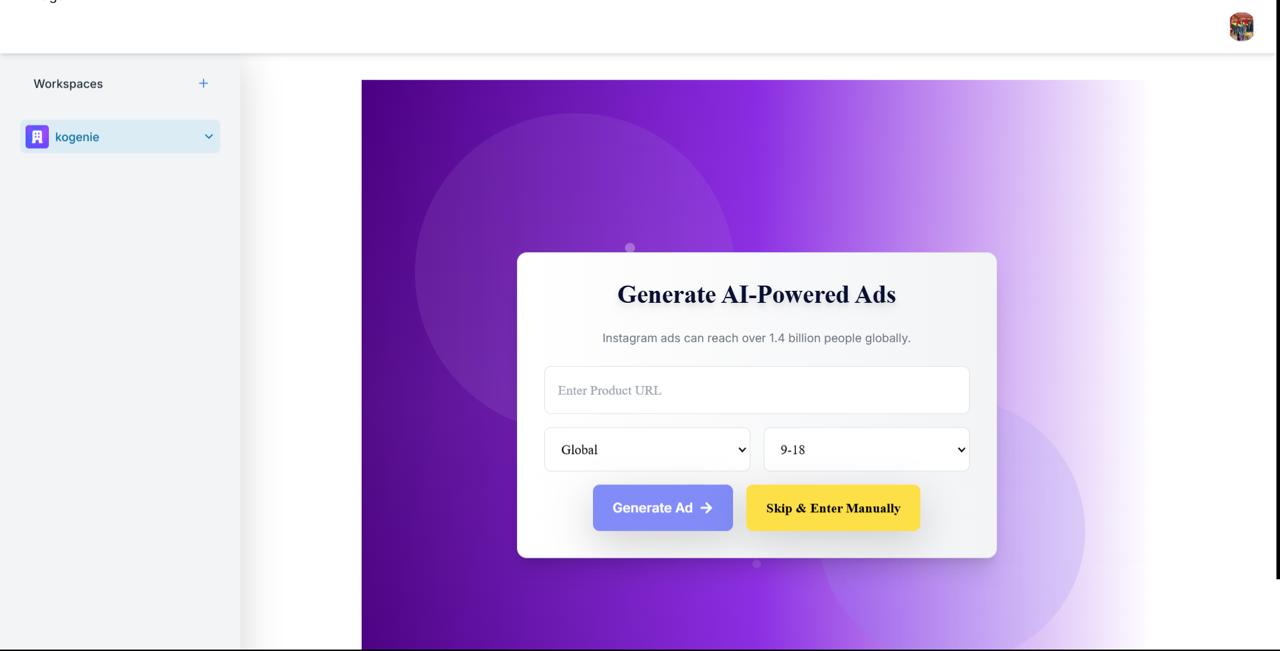 Workspaces
+
kogenie
Generate AI-Powered Ads
Instagram ads can reach over 1.4 billion people globally.
Enter Product URL
Global
9-18
Generate Ad →
Skip & Enter Manually